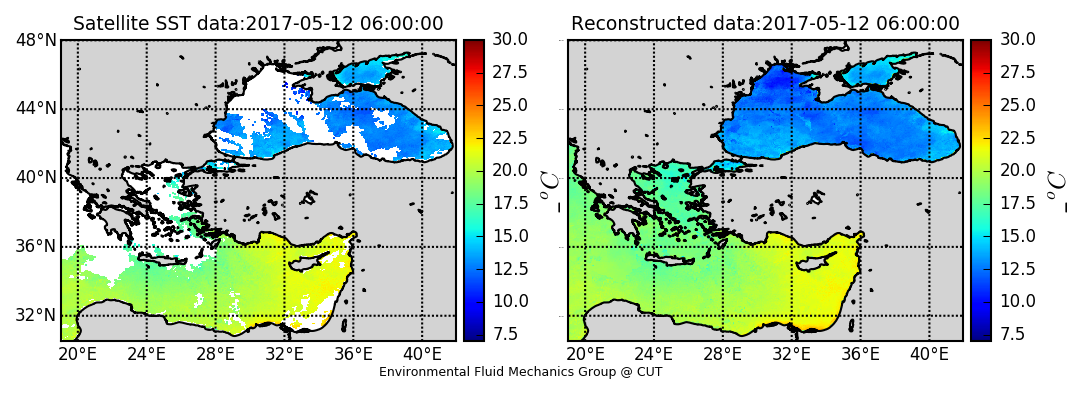 Satellite SST data:2017-05-12 06:00:00
Reconstructed data:2017-05-12 06:00:00
48°N
44°N
40°N
36°N
32°N
20°E 24°E 28°E 32°E 36°E 40°E
30.0
27.5
25.0
22.5
20.0
17.5
15.0
12.5
10.0
7.5
_°C
20°E 24°E 28°E 32°E 36°E 40°E
30.0
27.5
25.0
22.5
20.0
17.5
15.0
12.5
10.0
7.5
_°C
Environmental Fluid Mechanics Group @ CUT